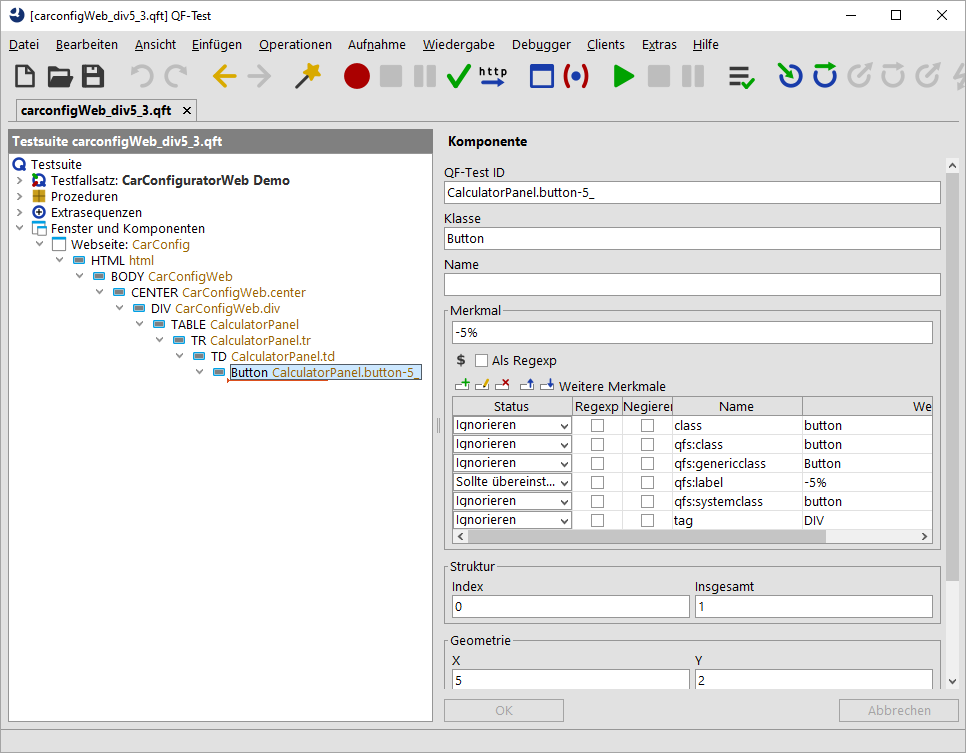 [carconfigWeb_div5_3.qft] QF-Test
Datei Bearbeiten Ansicht Einfügen Operationen Aufnahme Wiedergabe Debugger Clients Extras Hilfe
http
carconfigWeb_div5_3.qft
Testsuite carconfigWeb_div5_3.qft
Testsuite
Testfallsatz: CarConfiguratorWeb Demo
Prozeduren
Extrasequenzen
Fenster und Komponenten
Webseite: CarConfig
HTML html
BODY CarConfigWeb
CENTER CarConfigWeb.center
DIV CarConfigWeb.div
TABLE CalculatorPanel
TR CalculatorPanel.tr
TD CalculatorPanel.td
Button CalculatorPanel.button-5_
Komponente
QF-Test ID
CalculatorPanel.button-5_
Klasse
Button
Name
Merkmal
-5%
$ Als Regexp
Weitere Merkmale
Status Regexp Negieren Name We
Ignorieren class button
Ignorieren qfs:class button
Ignorieren qfs:genericclass Button
Sollte übereinst... qfs:label -5%
Ignorieren qfs:systemclass button
Ignorieren tag DIV
Struktur
Index Insgesamt
0 1
Geometrie
X Y
5 2
OK Abbrechen